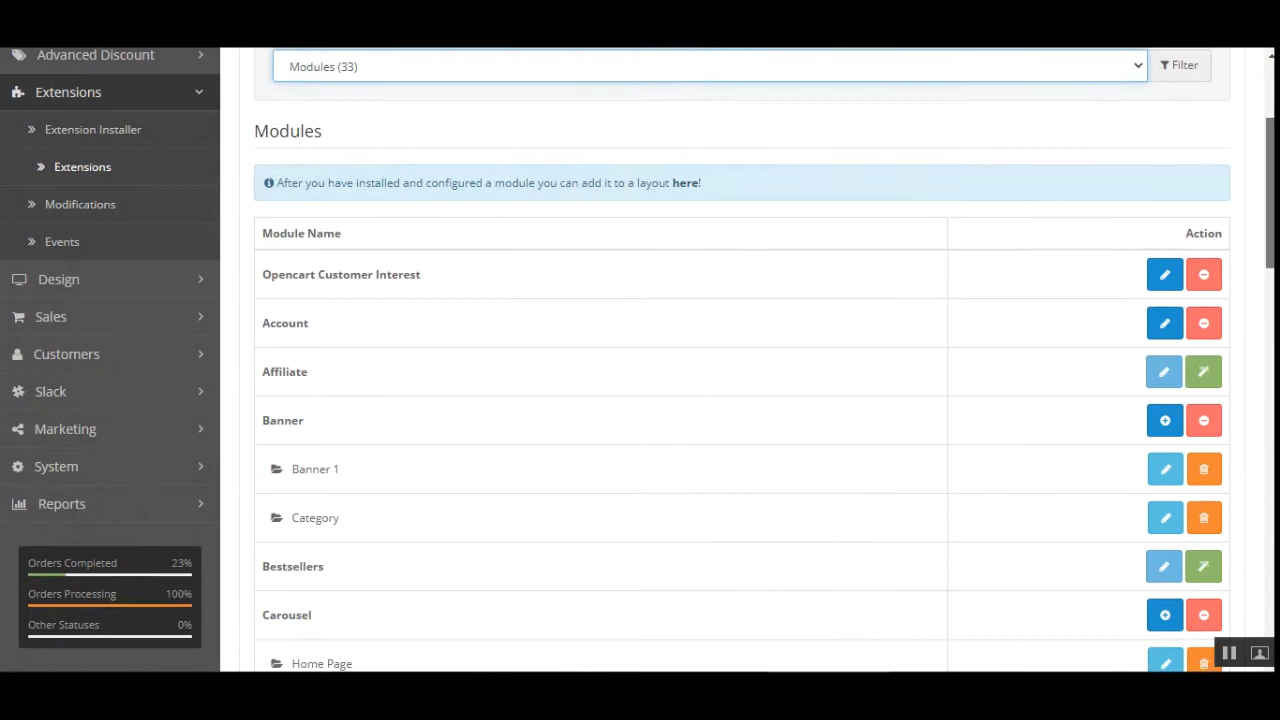 Advanced Discount
Extensions
Extension Installer
Extensions
Modifications
Events
Design
Sales
Customers
Slack
Marketing
System
Reports
Orders Completed 23%
Orders Processing 100%
Other Statuses 0%
Modules (33)
Filter
Modules
After you have installed and configured a module you can add it to a layout here!
Module Name Action
Opencart Customer Interest
Account
Affiliate
Banner
Banner 1
Category
Bestsellers
Carousel
Home Page